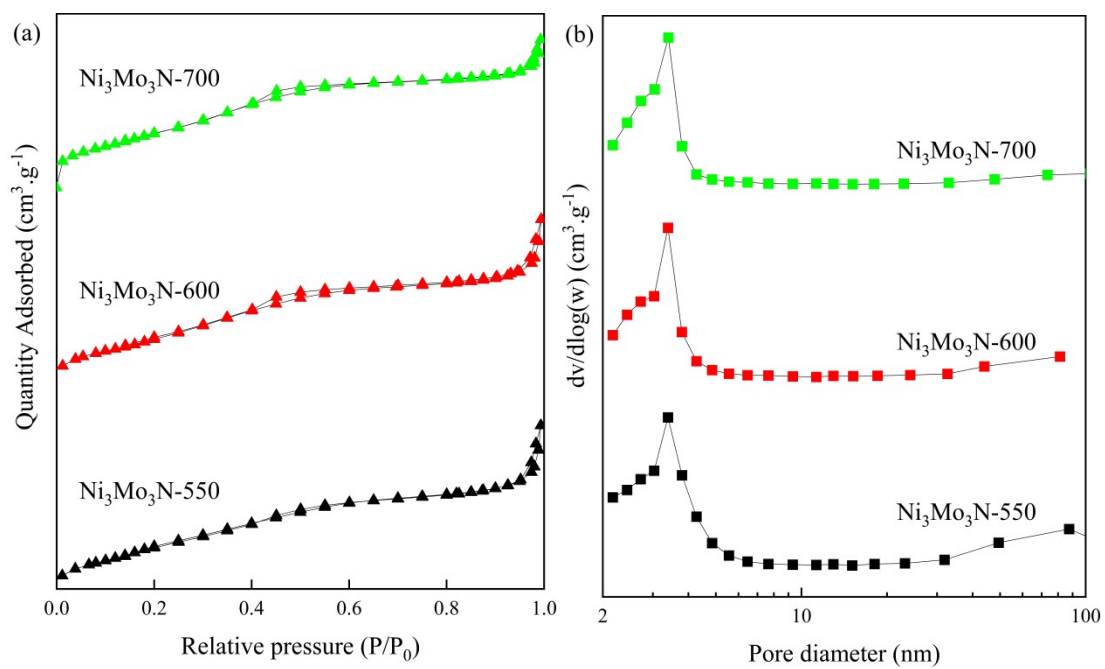 (a)
Ni₃Mo₃N-700
Ni₃Mo₃N-600
Ni₃Mo₃N-550
Quantity Adsorbed (cm³.g⁻¹)
0.0 0.2 0.4 0.6 0.8 1.0
Relative pressure (P/P₀)
(b)
Ni₃Mo₃N-700
Ni₃Mo₃N-600
Ni₃Mo₃N-550
dv/dlog(w) (cm³.g⁻¹)
2 10 100
Pore diameter (nm)